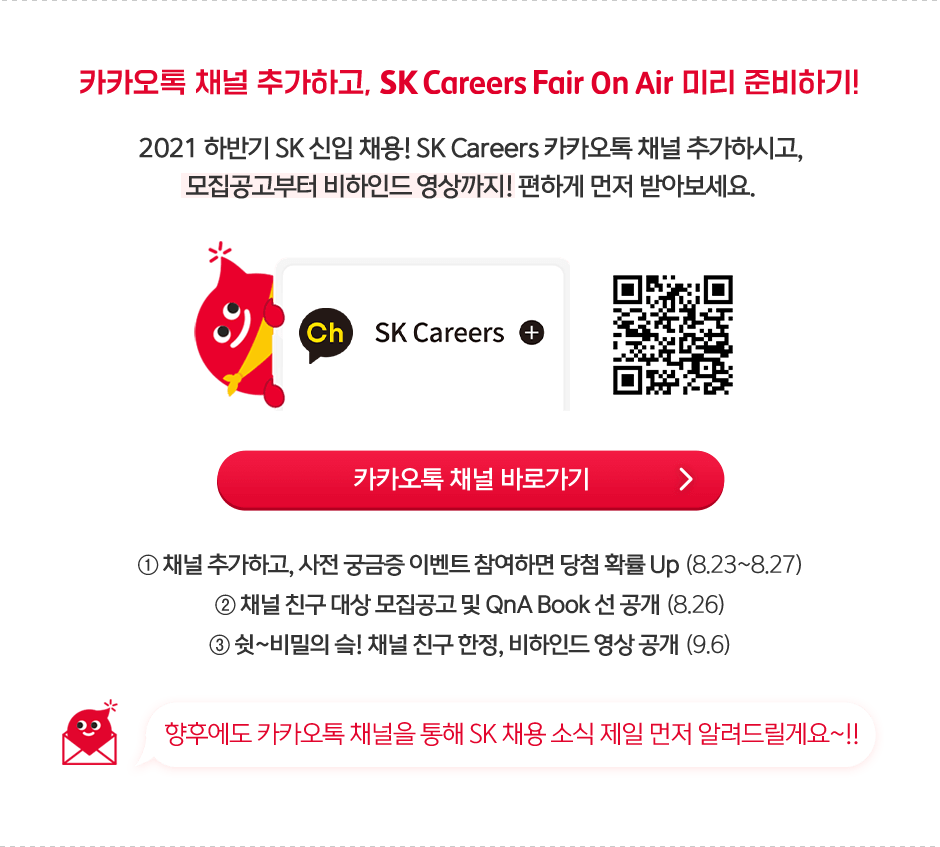 카카오톡 채널 추가하고, SK Careers Fair On Air 미리 준비하기!
2021 하반기 SK 신입 채용! SK Careers 카카오톡 채널 추가하시고,
모집공고부터 비하인드 영상까지! 편하게 먼저 받아보세요.
Ch SK Careers +
카카오톡 채널 바로가기 >
① 채널 추가하고, 사전 궁금증 이벤트 참여하면 당첨 확률 Up (8.23~8.27)
② 채널 친구 대상 모집공고 및 QnA Book 선 공개 (8.26)
③ 쉿~비밀의 슼! 채널 친구 한정, 비하인드 영상 공개 (9.6)
향후에도 카카오톡 채널을 통해 SK 채용 소식 제일 먼저 알려드릴게요~!!